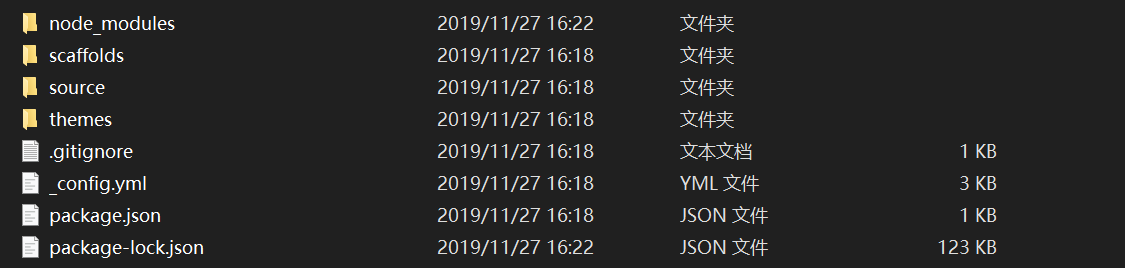 node_modules 2019/11/27 16:22 文件夹
scaffolds 2019/11/27 16:18 文件夹
source 2019/11/27 16:18 文件夹
themes 2019/11/27 16:18 文件夹
.gitignore 2019/11/27 16:18 文本文档 1 KB
_config.yml 2019/11/27 16:18 YML 文件 3 KB
package.json 2019/11/27 16:18 JSON 文件 1 KB
package-lock.json 2019/11/27 16:22 JSON 文件 123 KB